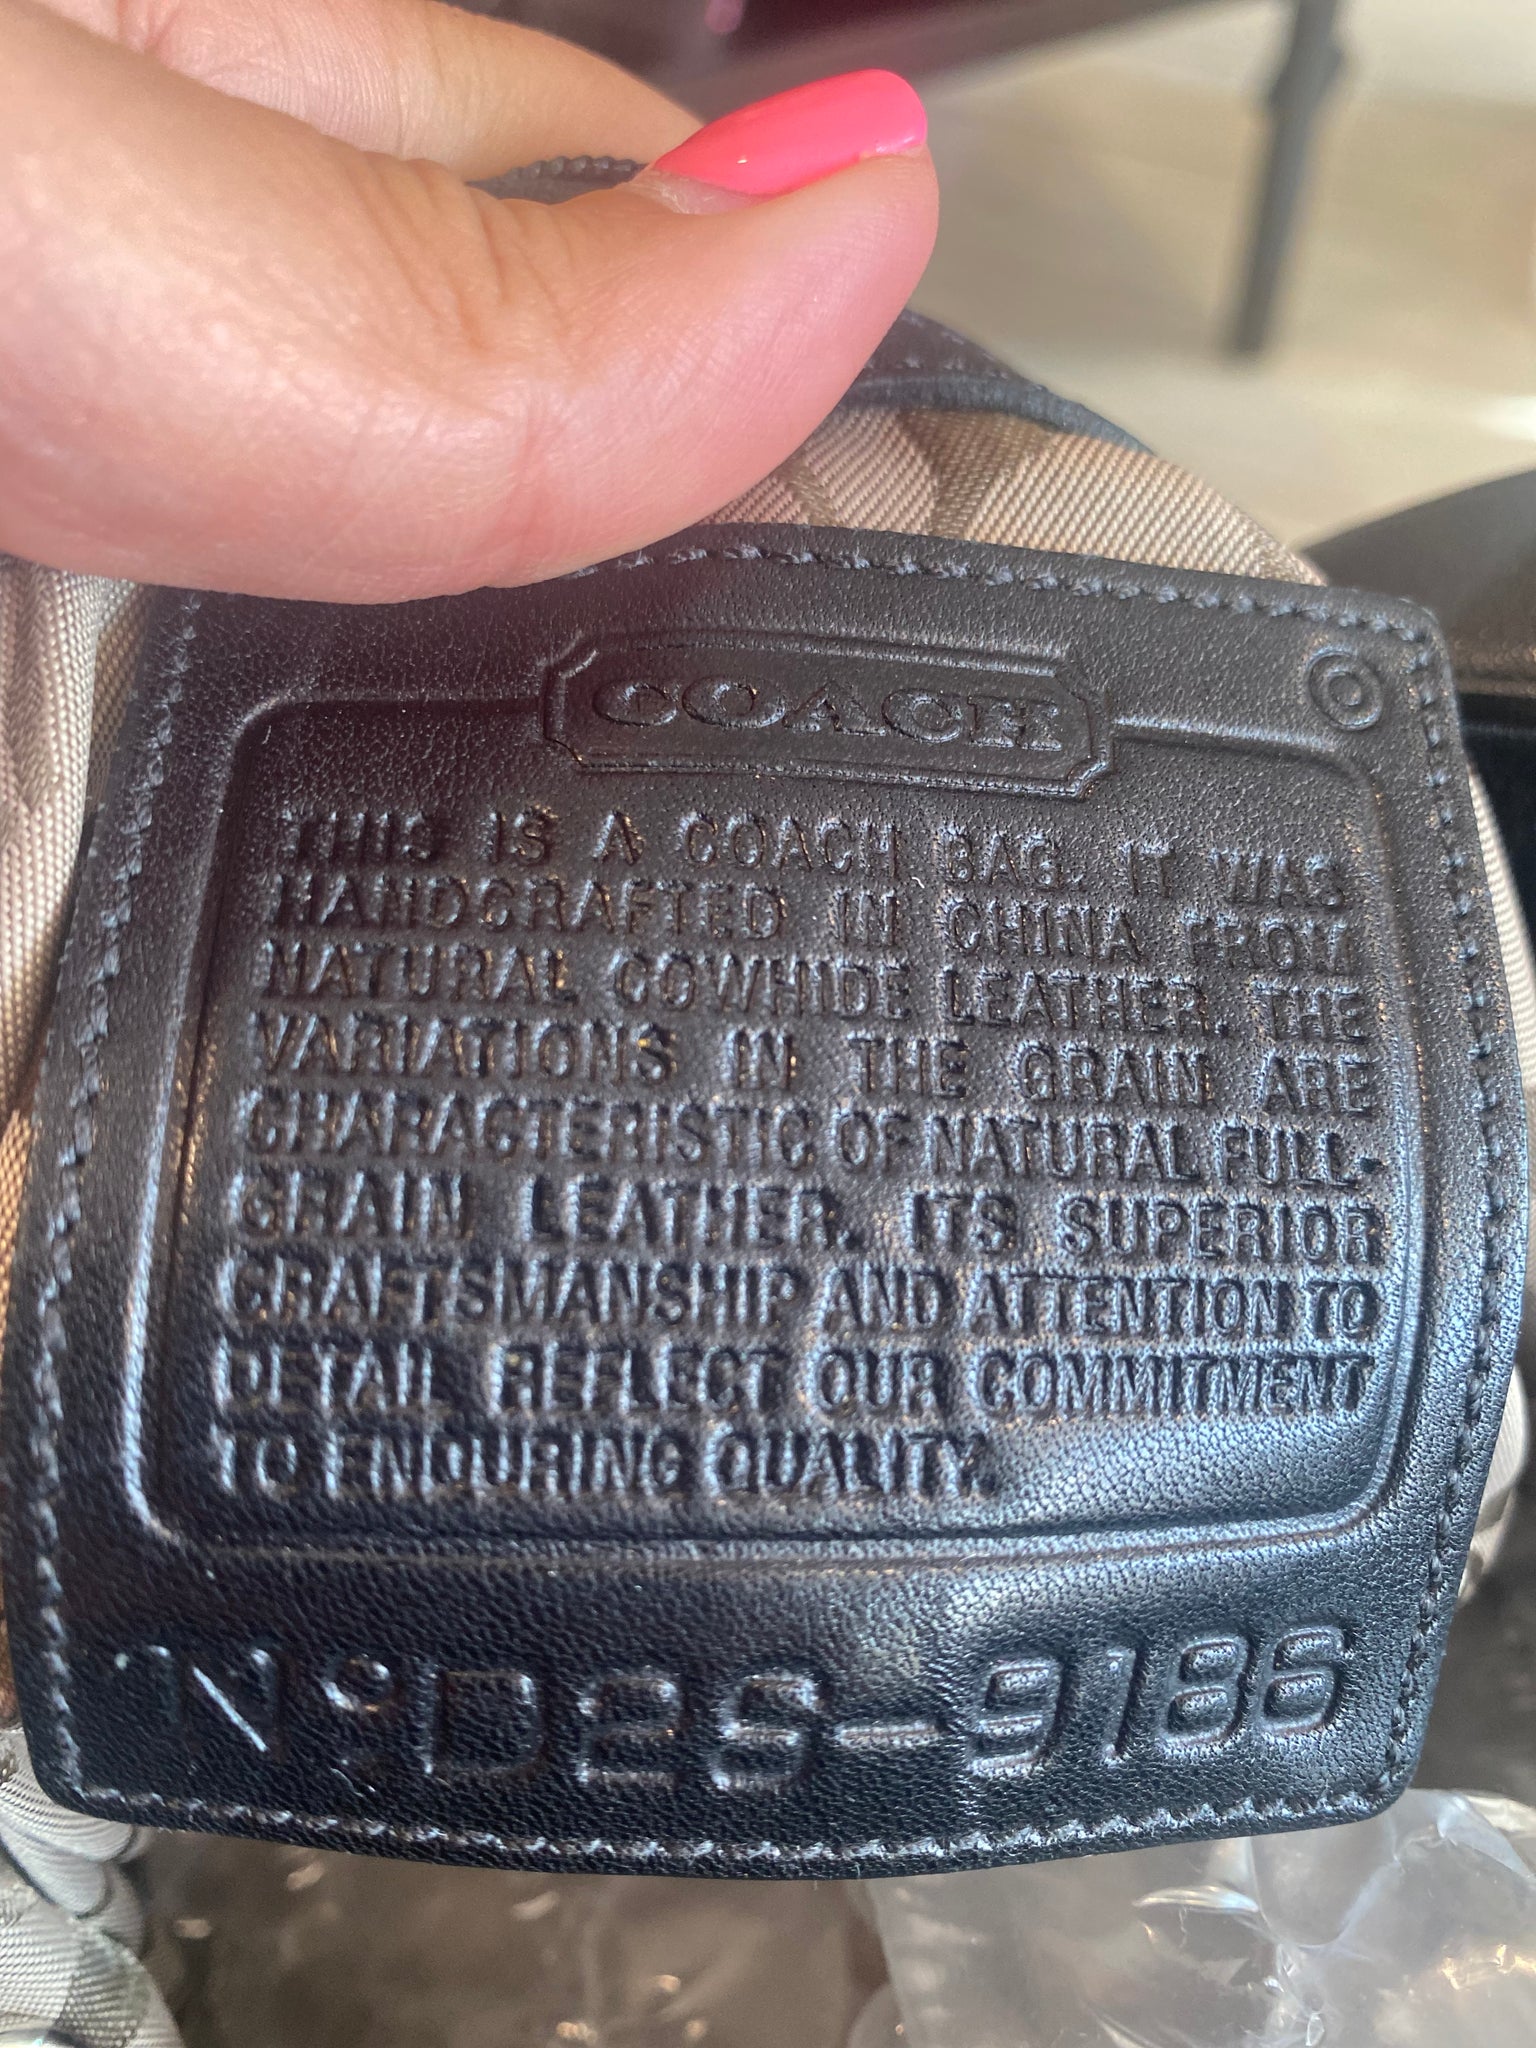 COACH
THIS IS A COACH BAG. IT WAS
HANDCRAFTED IN CHINA FROM
NATURAL COWHIDE LEATHER. THE
VARIATIONS IN THE GRAIN ARE
CHARACTERISTIC OF NATURAL FULL-
GRAIN LEATHER. ITS SUPERIOR
CRAFTSMANSHIP AND ATTENTION TO
DETAIL REFLECT OUR COMMITMENT
TO ENDURING QUALITY.
Nº D2S-9186